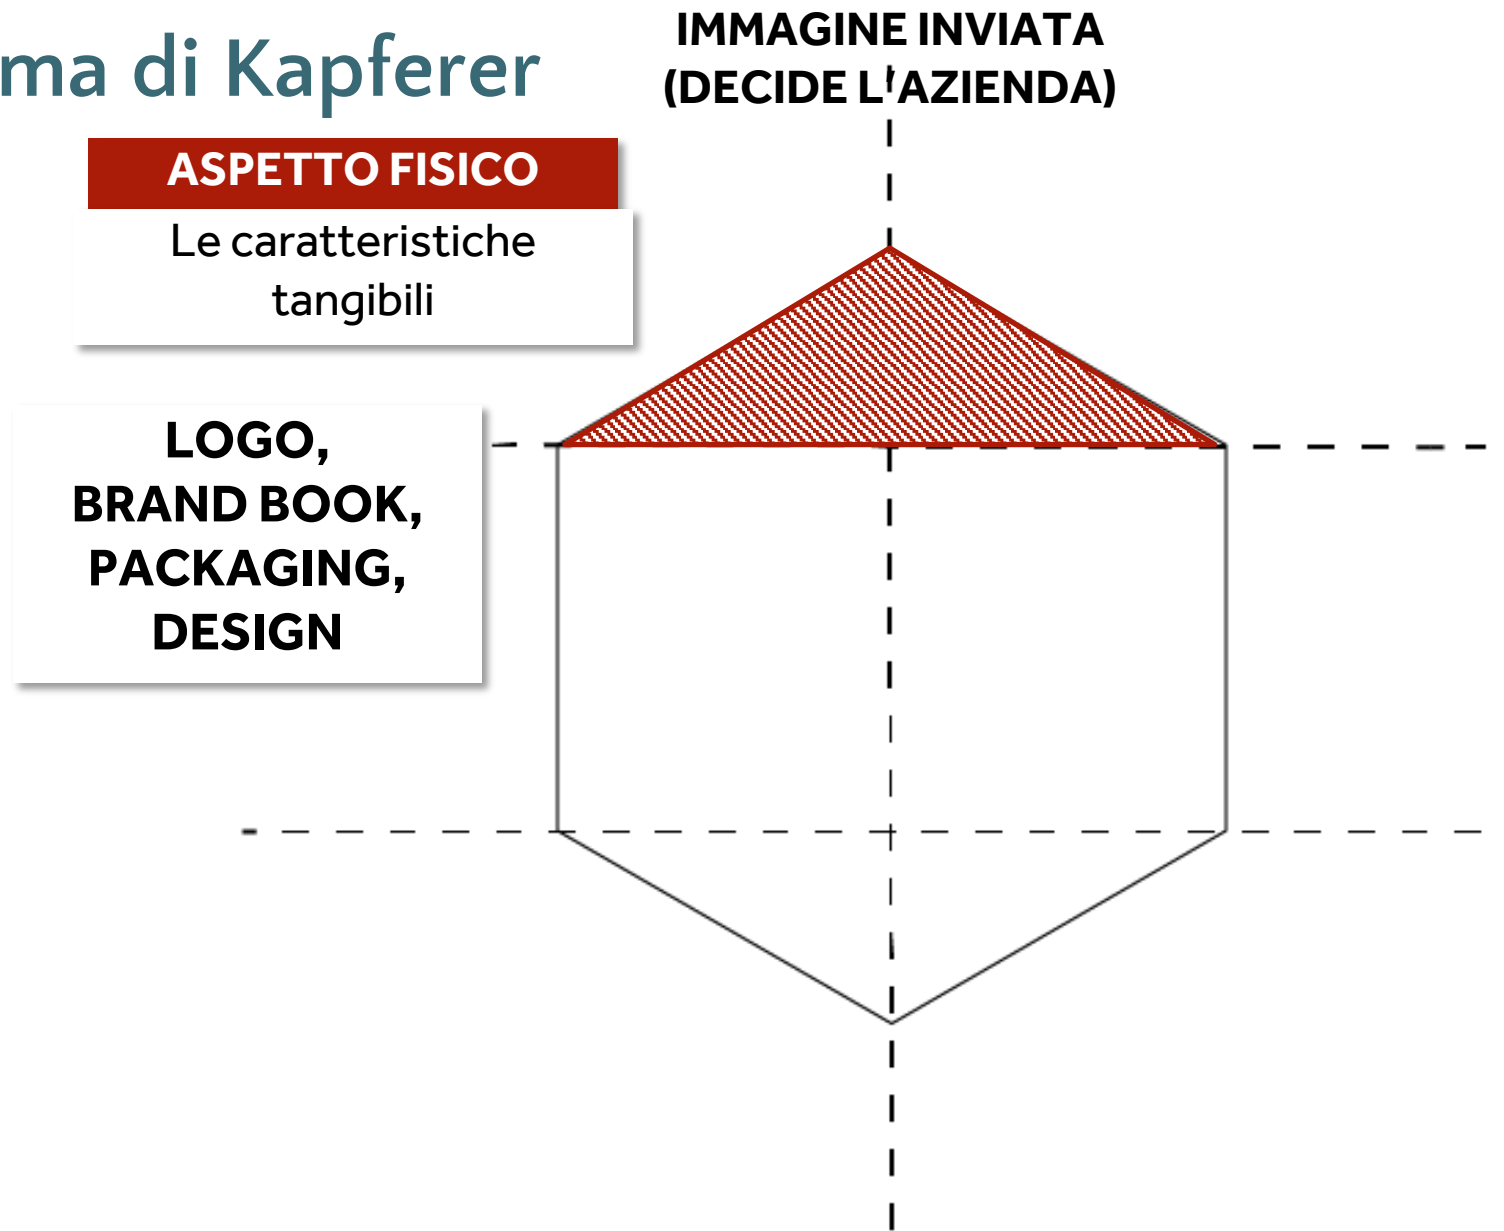 ma di Kapferer
IMMAGINE INVIATA
(DECIDE L'AZIENDA)
ASPETTO FISICO
Le caratteristiche
tangibili
LOGO,
BRAND BOOK,
PACKAGING,
DESIGN